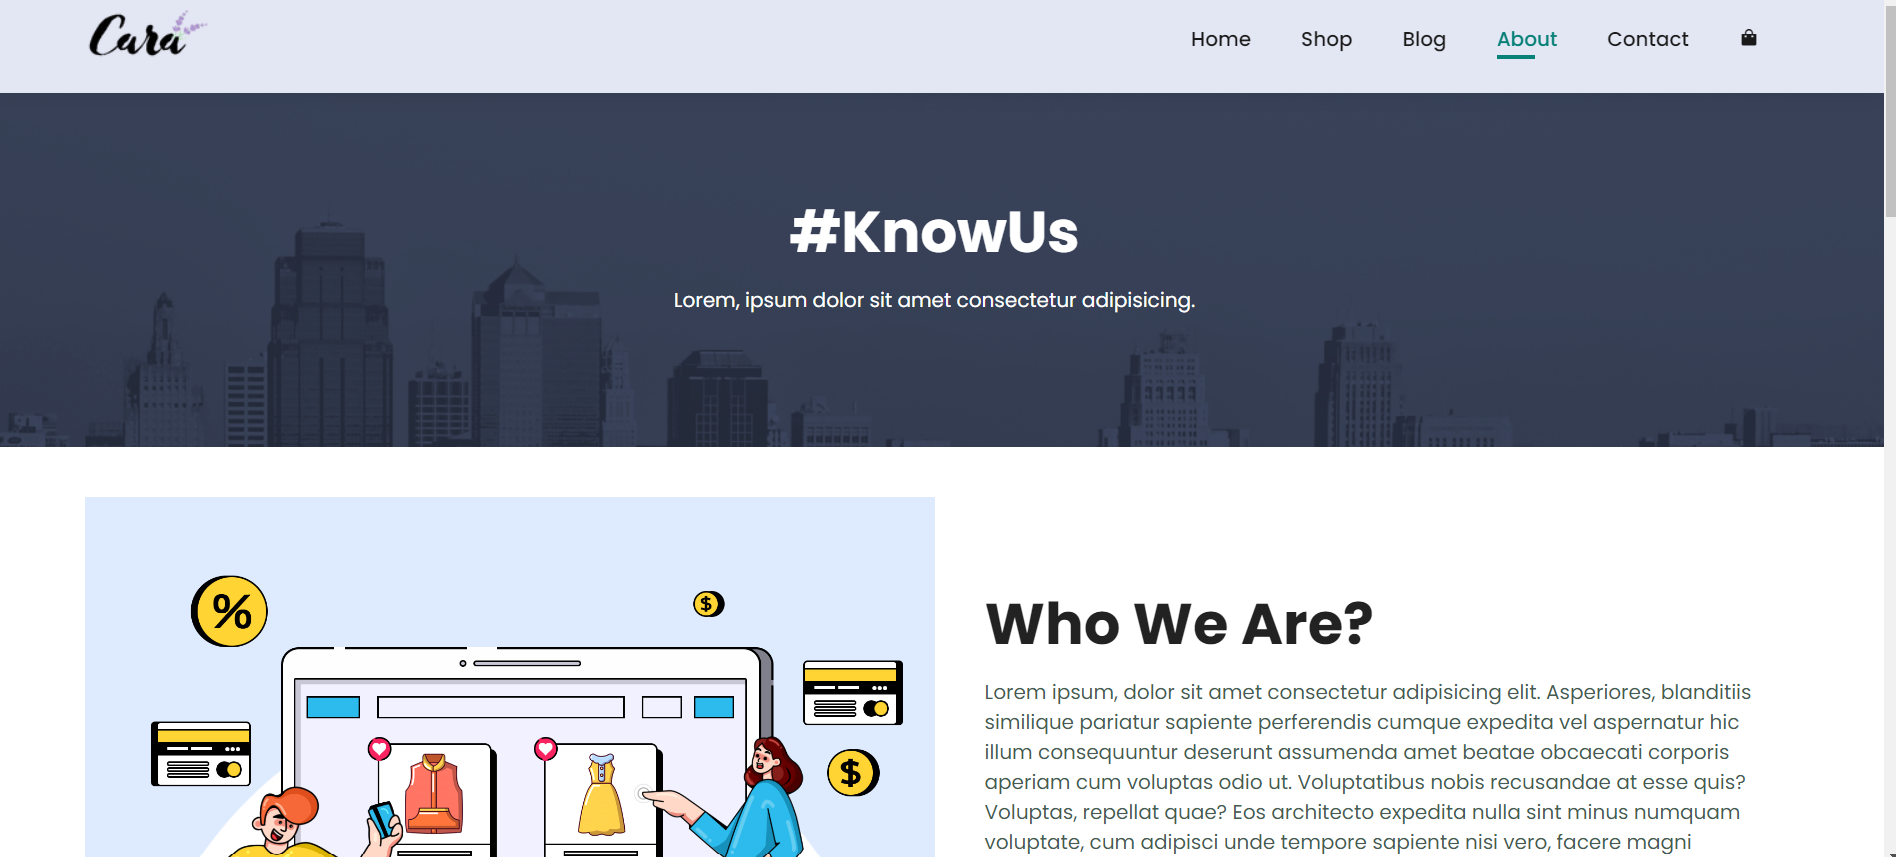 Cara
Home Shop Blog About Contact
#KnowUs
Lorem, ipsum dolor sit amet consectetur adipisicing.
%
$
$
Who We Are?
Lorem ipsum, dolor sit amet consectetur adipisicing elit. Asperiores, blanditiis
similique pariatur sapiente perferendis cumque expedita vel aspernatur hic
illum consequuntur deserunt assumenda amet beatae obcaecati corporis
aperiam cum voluptas odio ut. Voluptatibus nobis recusandae at esse quis?
Voluptas, repellat quae? Eos architecto expedita nulla sint minus numquam
voluptate, cum adipisci unde tempore sapiente nisi vero, facere magni